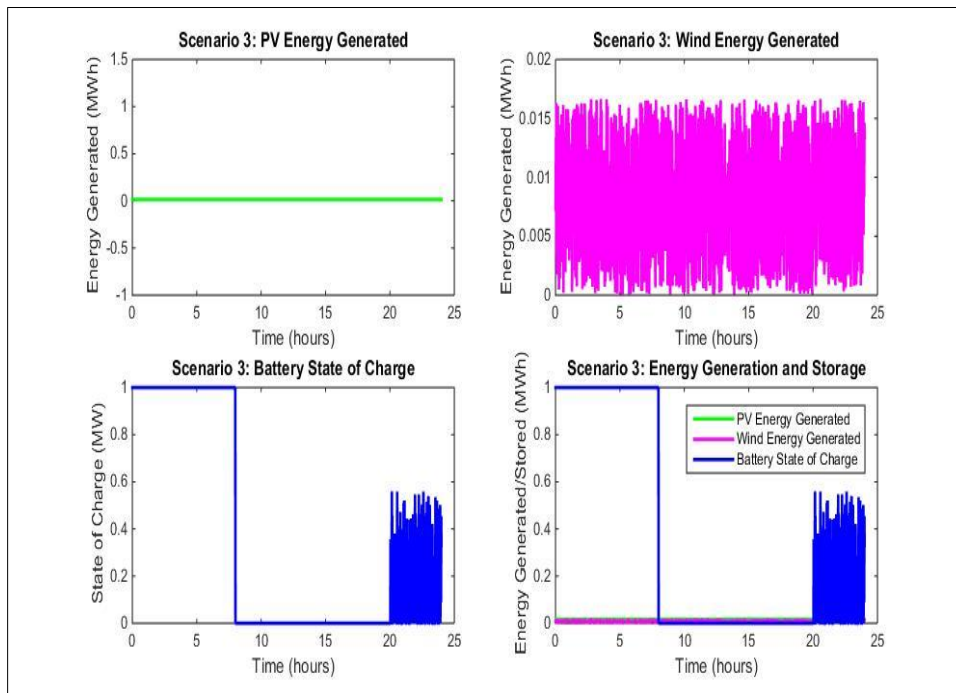 Scenario 3: PV Energy Generated
Energy Generated (MWh)
1.5
1
0.5
0
-0.5
-1
0 5 10 15 20 25
Time (hours)
Scenario 3: Wind Energy Generated
Energy Generated (MWh)
0.02
0.015
0.01
0.005
0
0 5 10 15 20 25
Time (hours)
Scenario 3: Battery State of Charge
State of Charge (MW)
1
0.8
0.6
0.4
0.2
0
0 5 10 15 20 25
Time (hours)
Scenario 3: Energy Generation and Storage
Energy Generated/Stored (MWh)
1
0.8
0.6
0.4
0.2
0
PV Energy Generated
Wind Energy Generated
Battery State of Charge
0 5 10 15 20 25
Time (hours)